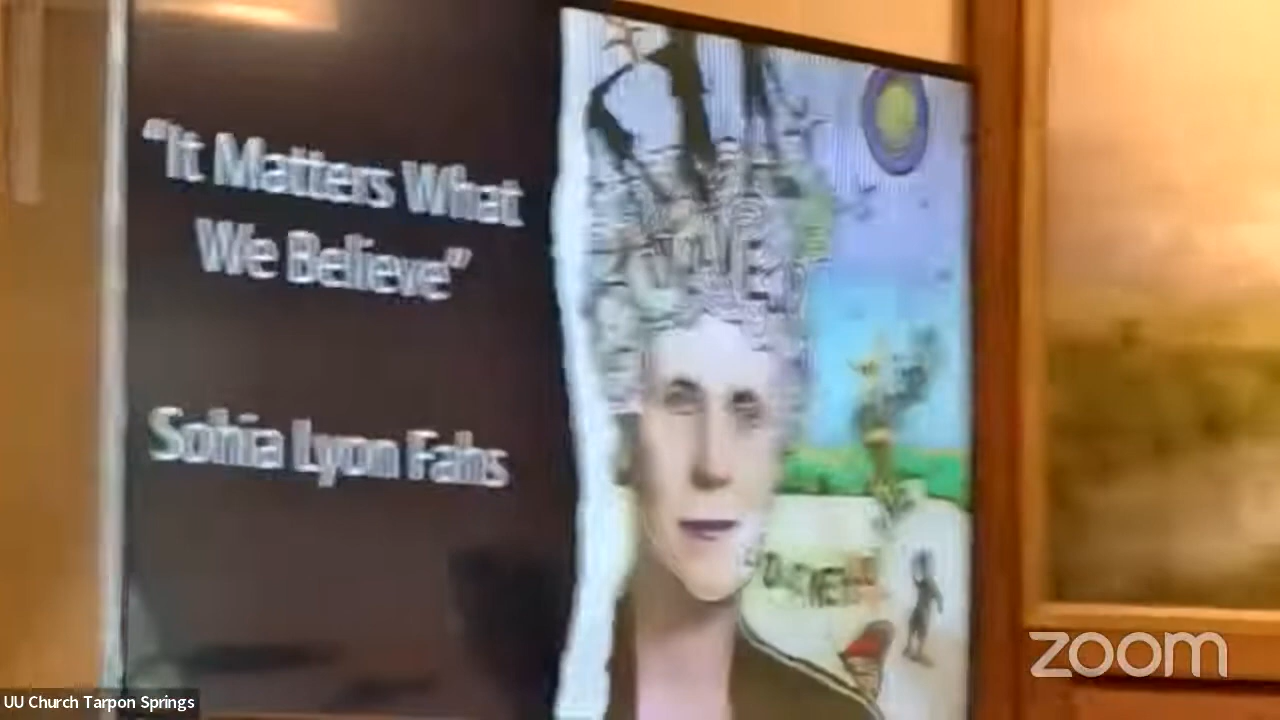 “It Matters What
We Believe”
Sohia Lyon Fahs
zoom
UU Church Tarpon Springs